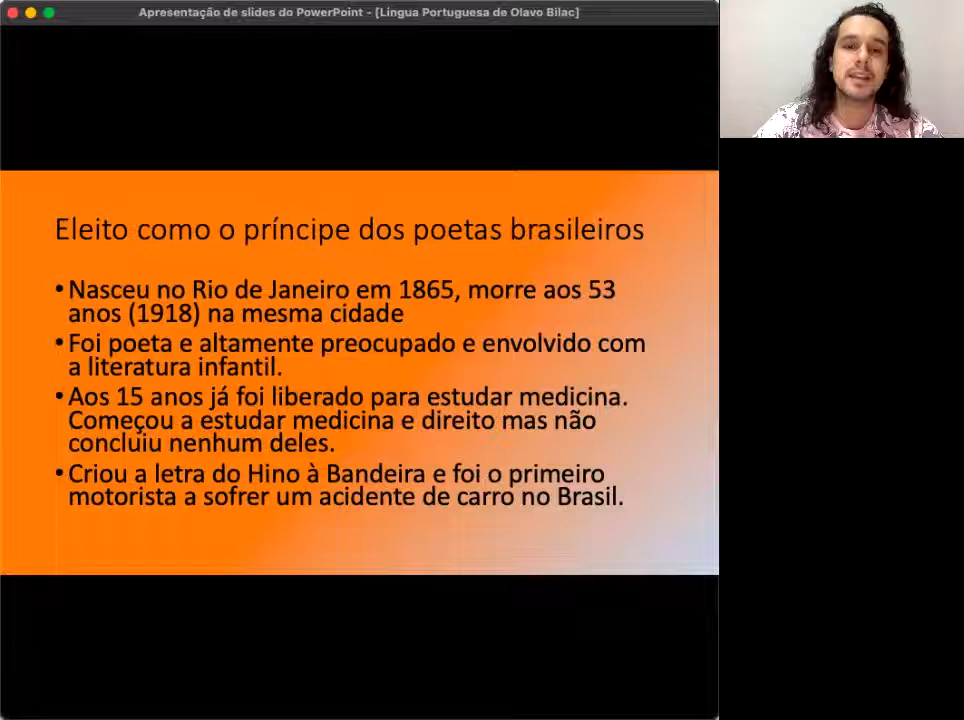 Apresentação de slides do PowerPoint - [Lingua Portuguesa de Olavo Bilac]
Eleito como o príncipe dos poetas brasileiros
• Nasceu no Rio de Janeiro em 1865, morre aos 53
anos (1918) na mesma cidade
• Foi poeta e altamente preocupado e envolvido com
a literatura infantil.
• Aos 15 anos já foi liberado para estudar medicina.
Começou a estudar medicina e direito mas não
concluiu nenhum deles.
• Criou a letra do Hino à Bandeira e foi o primeiro
motorista a sofrer um acidente de carro no Brasil.